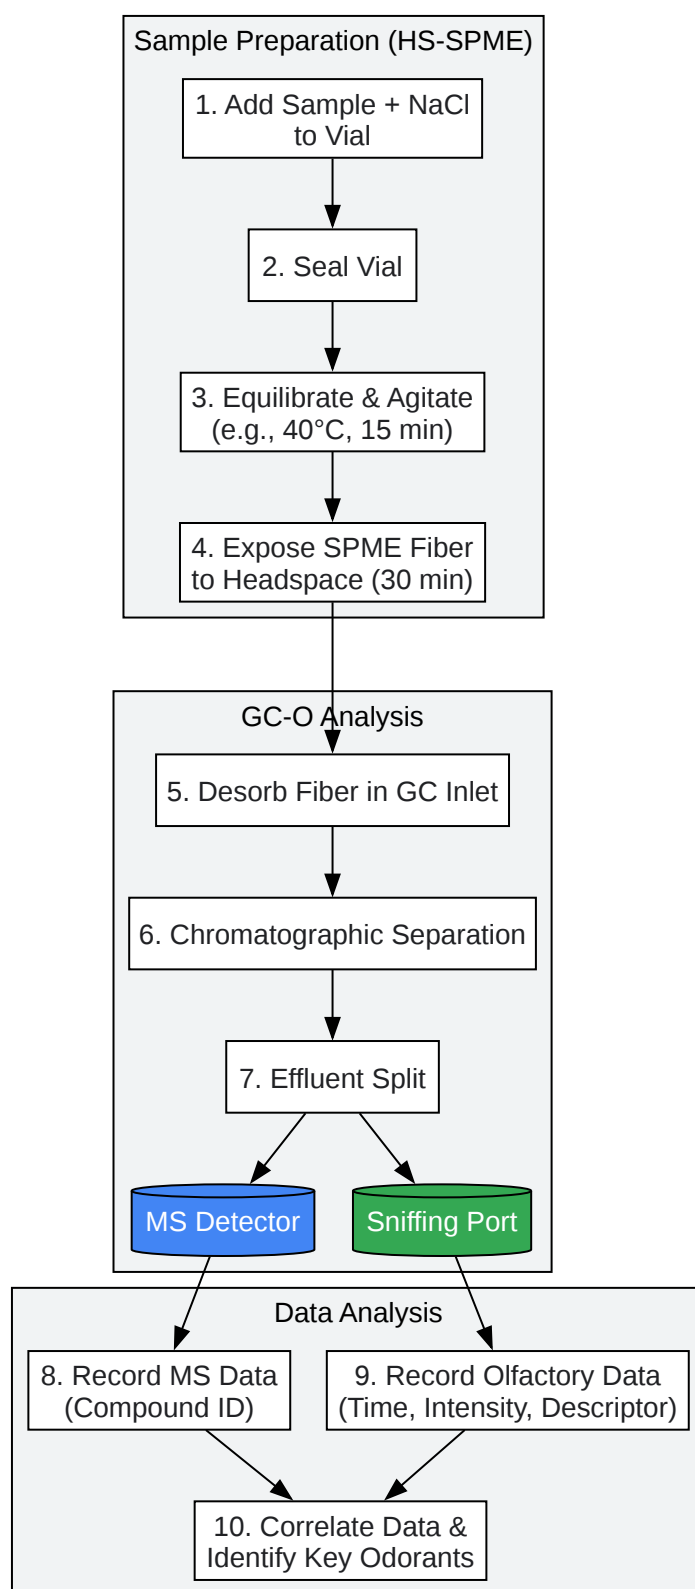 Sample Preparation (HS-SPME)
1. Add Sample + NaCl
to Vial
2. Seal Vial
3. Equilibrate & Agitate
(e.g., 40°C, 15 min)
4. Expose SPME Fiber
to Headspace (30 min)
GC-O Analysis
5. Desorb Fiber in GC Inlet
6. Chromatographic Separation
7. Effluent Split
MS Detector
Sniffing Port
Data Analysis
8. Record MS Data
(Compound ID)
9. Record Olfactory Data
(Time, Intensity, Descriptor)
10. Correlate Data &
Identify Key Odorants